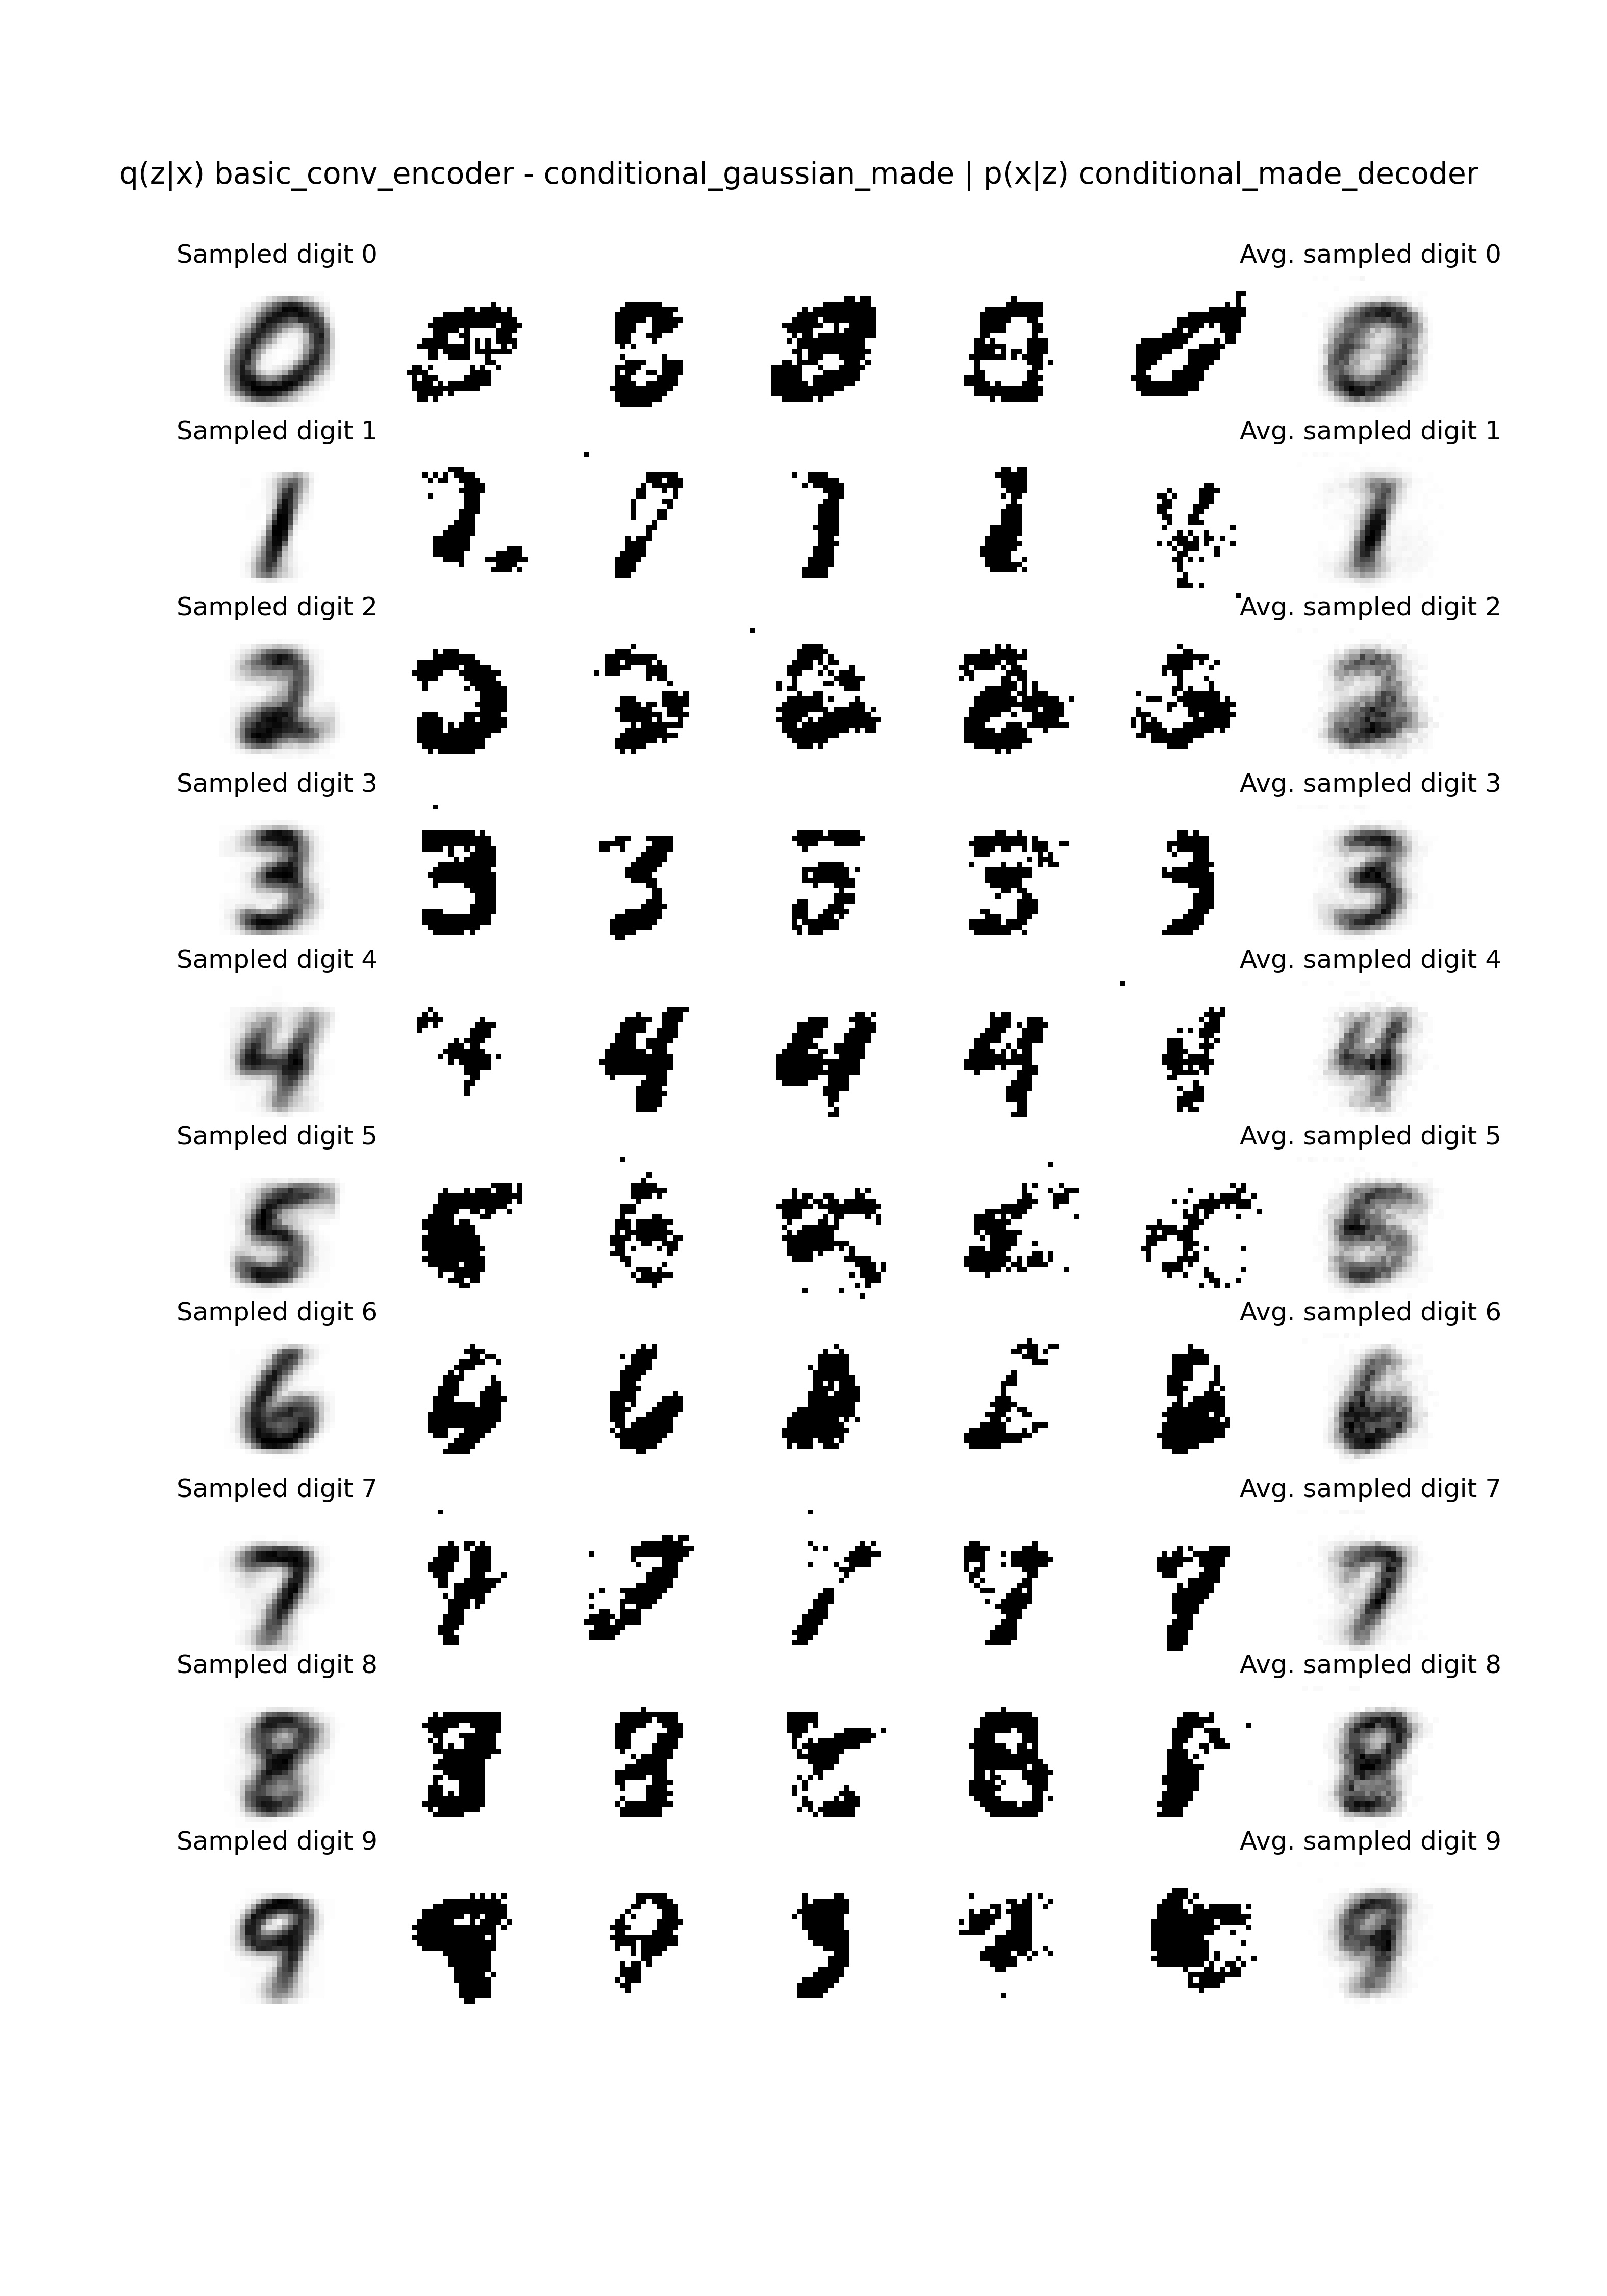 q(z|x) basic_conv_encoder - conditional_gaussian_made | p(x|z) conditional_made_decoder
Sampled digit 0 Avg. sampled digit 0
Sampled digit 1 Avg. sampled digit 1
Sampled digit 2 Avg. sampled digit 2
Sampled digit 3 Avg. sampled digit 3
Sampled digit 4 Avg. sampled digit 4
Sampled digit 5 Avg. sampled digit 5
Sampled digit 6 Avg. sampled digit 6
Sampled digit 7 Avg. sampled digit 7
Sampled digit 8 Avg. sampled digit 8
Sampled digit 9 Avg. sampled digit 9